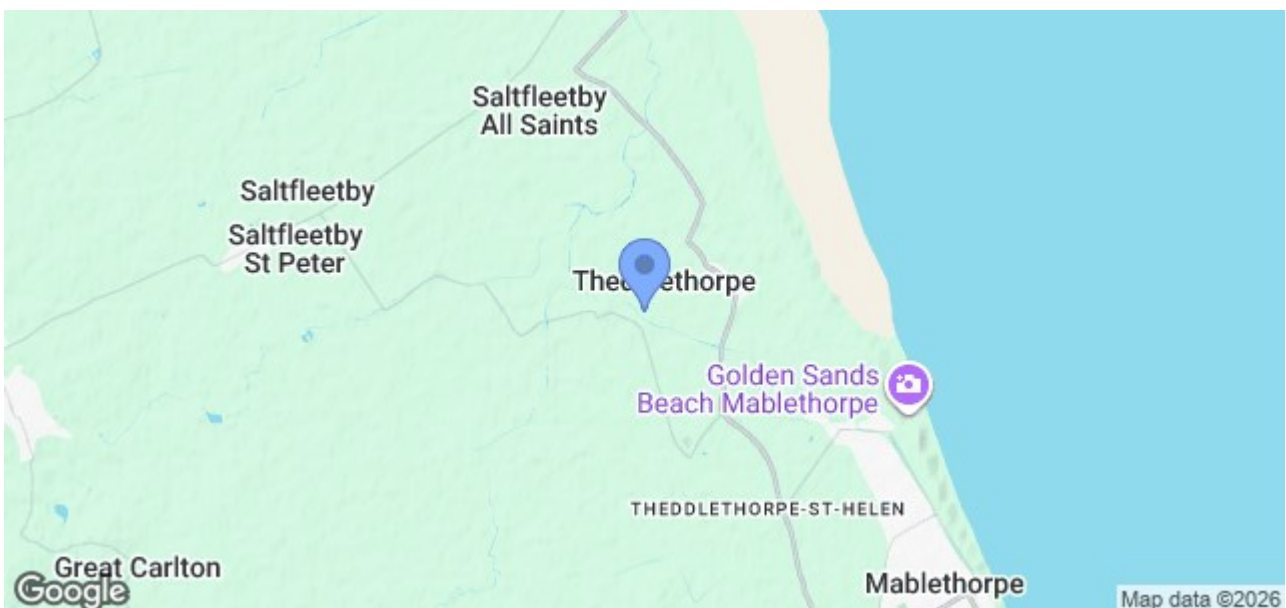 Saltfleetby
All Saints
Saltfleetby
Saltfleetby
St Peter
Theddlethorpe
Golden Sands
Beach Mablethorpe
THEDDLETHORPE-ST-HELEN
Great Carlton
Mablethorpe
Google
Map data ©2026